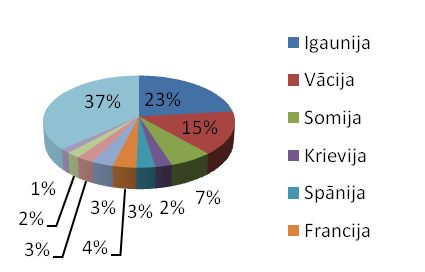 37%
23%
15%
7%
2%
3%
4%
3%
3%
2%
1%
Igaunija
Vācija
Somija
Krievija
Spānija
Francija